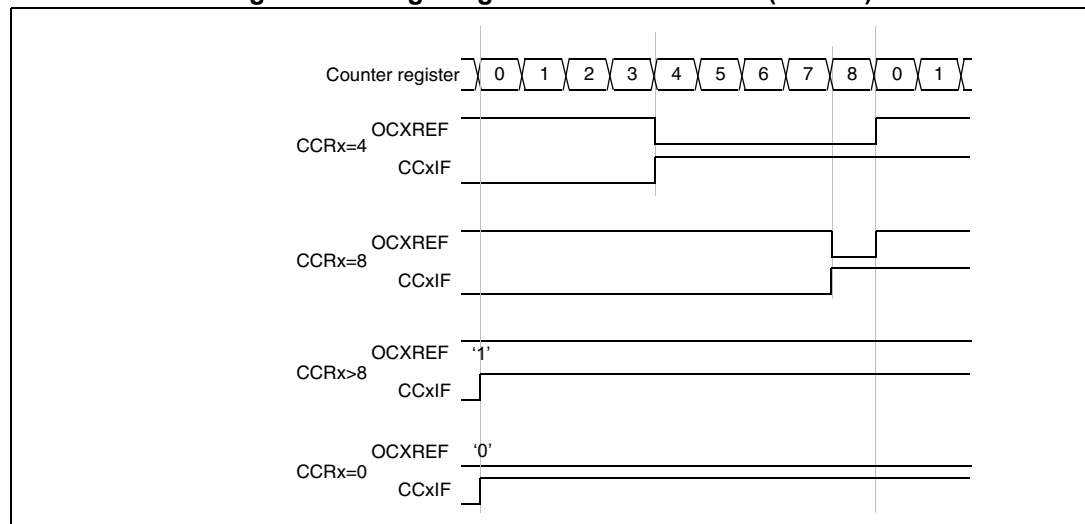 Counter register 0 1 2 3 4 5 6 7 8 0 1
CCRx=4
OCXREF
CCxIF
CCRx=8
OCXREF
CCxIF
CCRx>8
OCXREF ‘1’
CCxIF
CCRx=0
OCXREF ‘0’
CCxIF